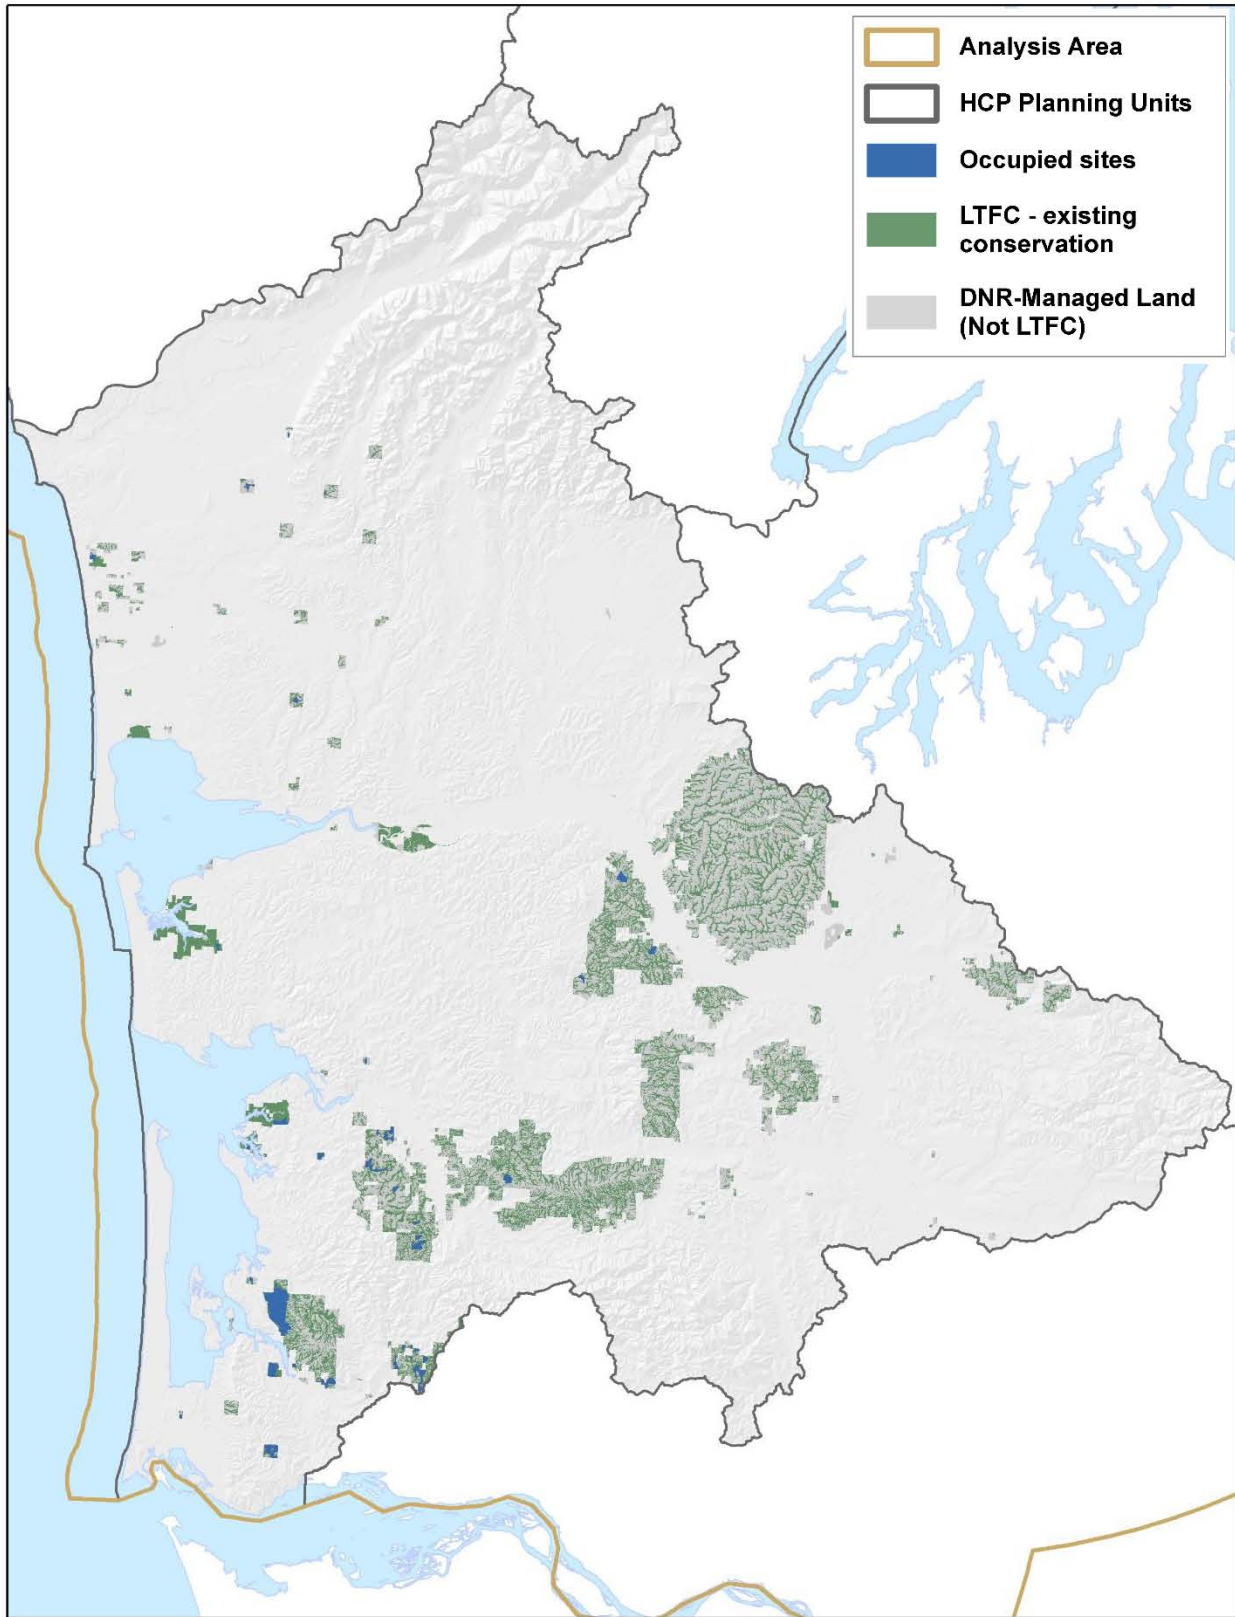 Analysis Area
HCP Planning Units
Occupied sites
LTFC - existing
conservation
DNR-Managed Land
(Not LTFC)